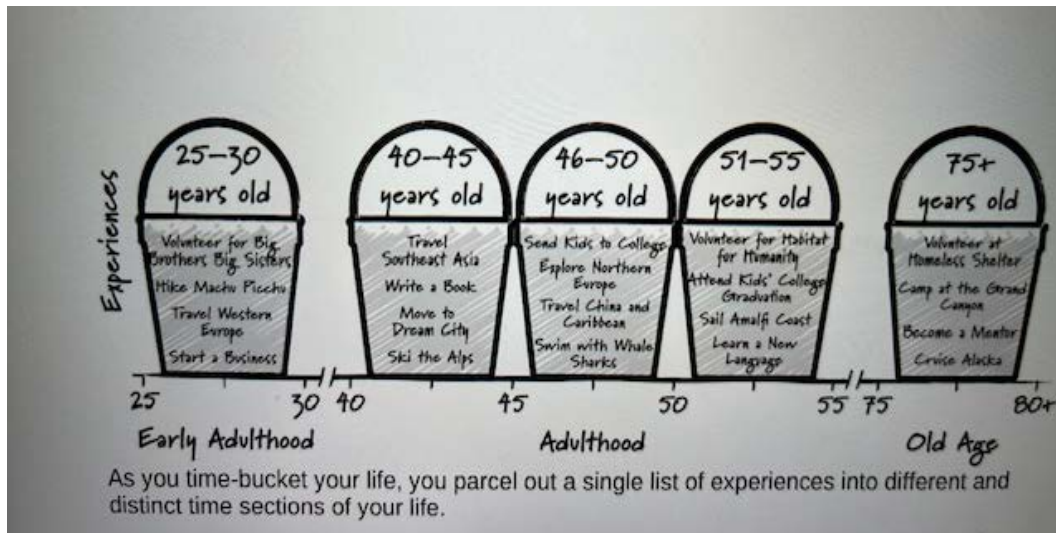 Experiences
25–30
years old
Volunteer for Big
Brothers Big Sisters
Hike Machu Picchu
Travel Western
Europe
Start a Business
40–45
years old
Travel
Southeast Asia
Write a Book
Move to
Dream City
Ski the Alps
46–50
years old
Send Kids to College
Explore Northern
Europe
Travel China and
Caribbean
Swim with Whale
Sharks
51–55
years old
Volunteer for Habitat
for Humanity
Attend Kids' College
Graduation
Sail Amalfi Coast
Learn a New
Language
75+
years old
Volunteer at
Homeless Shelter
Camp at the Grand
Canyon
Become a Mentor
Cruise Alaska
25 30 40 45 50 55 75 80+
Early Adulthood Adulthood Old Age
As you time-bucket your life, you parcel out a single list of experiences into different and
distinct time sections of your life.